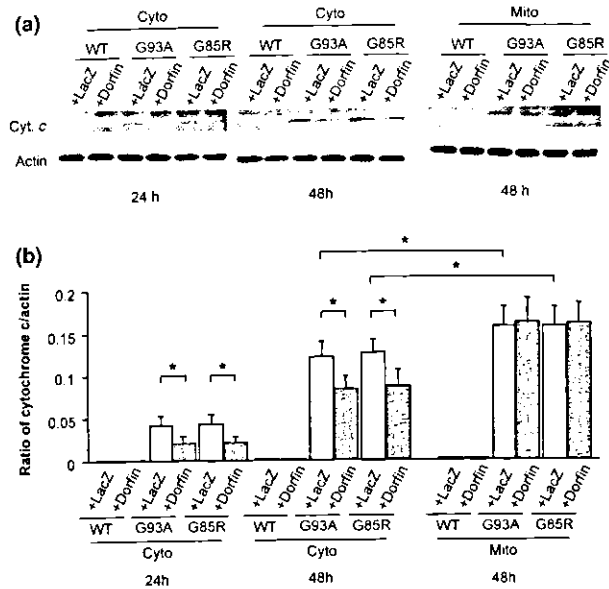 (a)
Cyto Cyto Mito
WT G93A G85R WT G93A G85R WT G93A G85R
+LacZ +Dorfin +LacZ +Dorfin +LacZ +Dorfin +LacZ +Dorfin +LacZ +Dorfin +LacZ +Dorfin +LacZ +Dorfin +LacZ +Dorfin +LacZ +Dorfin
Cyt. c
Actin
24 h 48h 48 h
(b)
* *
* * * *
Ratio of cytochrome c/actin
0.2
0.15
0.1
0.05
0
+LacZ +Dorfin +LacZ +Dorfin +LacZ +Dorfin +LacZ +Dorfin +LacZ +Dorfin +LacZ +Dorfin +LacZ +Dorfin +LacZ +Dorfin +LacZ +Dorfin
WT G93A G85R WT G93A G85R WT G93A G85R
Cyto Cyto Mito
24h 48h 48h